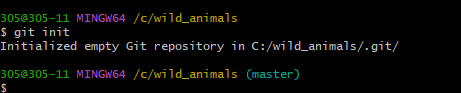 305@305-11 MINGW64 /c/wild_animals
$ git init
Initialized empty Git repository in C:/wild_animals/.git/
305@305-11 MINGW64 /c/wild_animals (master)
$